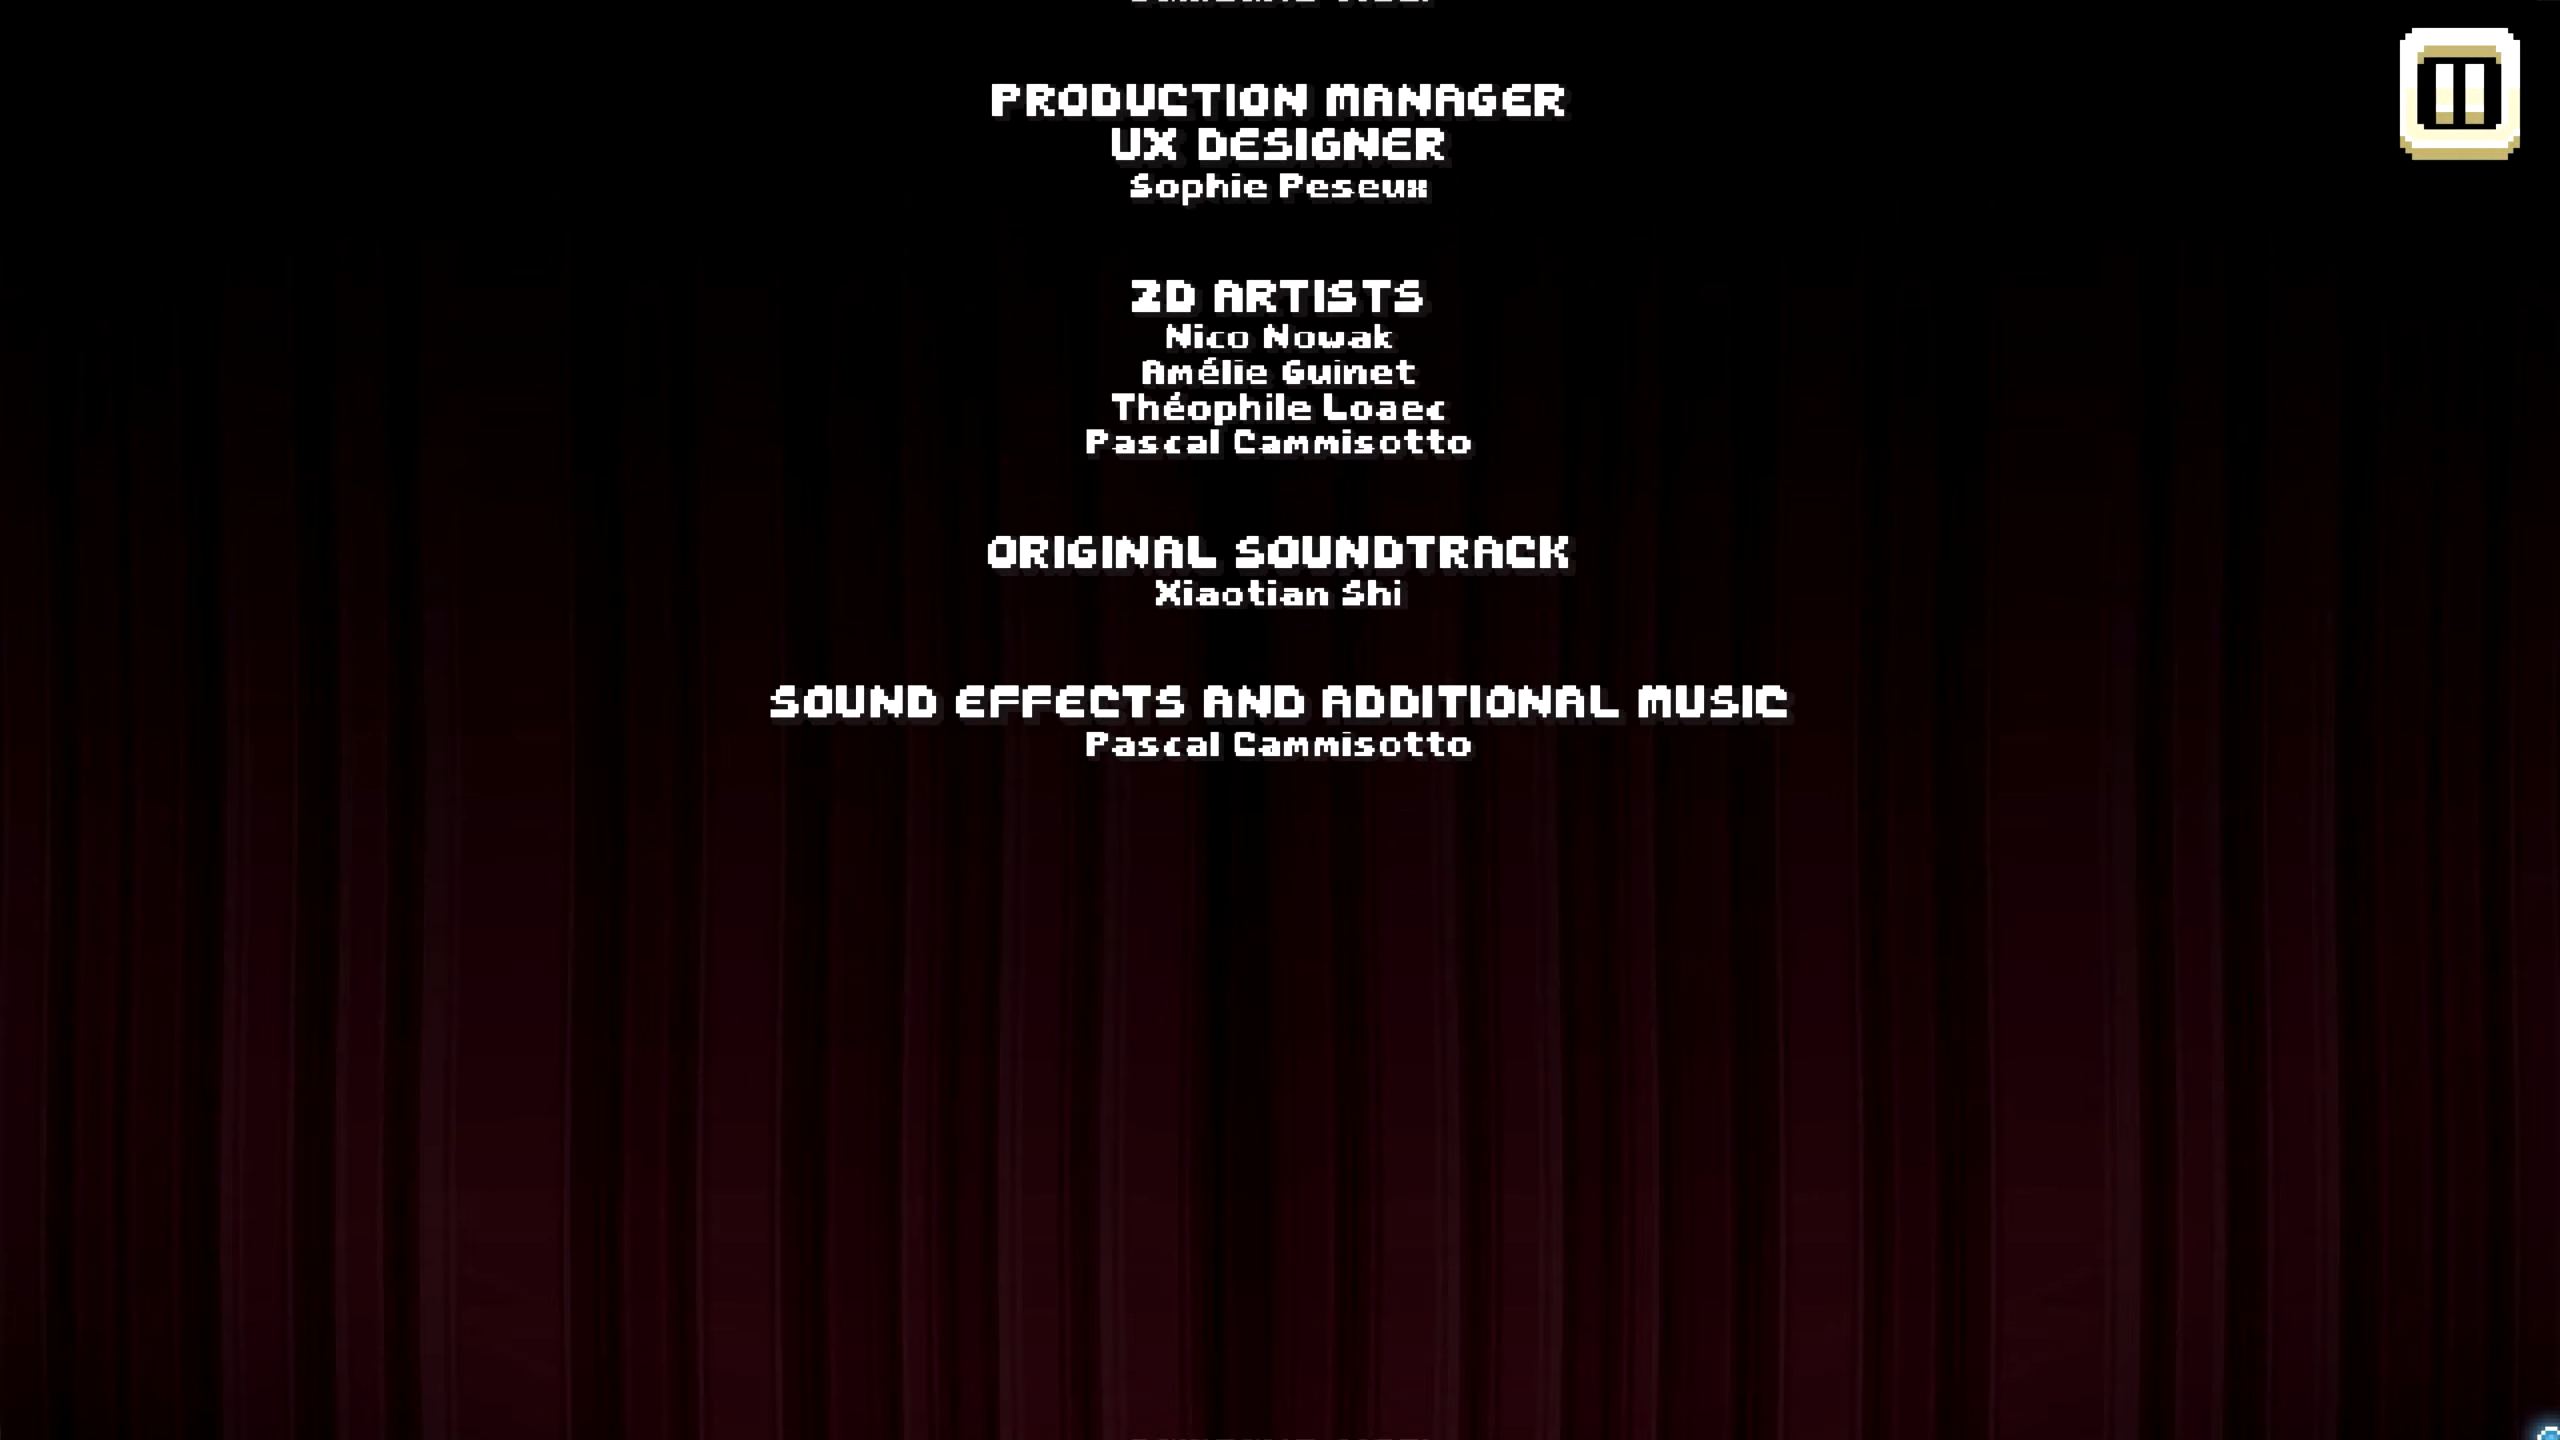 PRODUCTION MANAGER
UX DESIGNER
Sophie Peseux
2D ARTISTS
Nico Nowak
Amélie Guinet
Théophile Loaec
Pascal Cammisotto
ORIGINAL SOUNDTRACK
Xiaotian Shi
SOUND EFFECTS AND ADDITIONAL MUSIC
Pascal Cammisotto